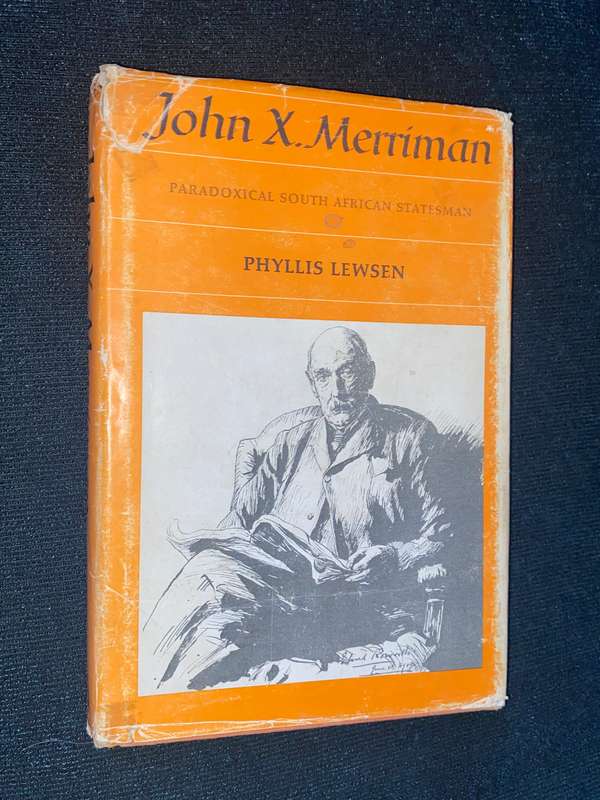 John X. Merriman
PARADOXICAL SOUTH AFRICAN STATESMAN
PHYLLIS LEWSEN